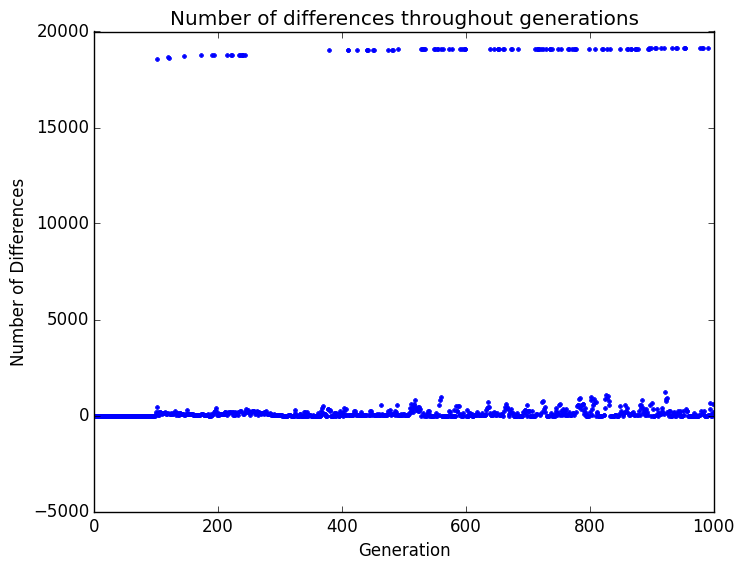 Number of differences throughout generations
20000
15000
10000
5000
0
−5000
Number of Differences
0 200 400 600 800 1000
Generation